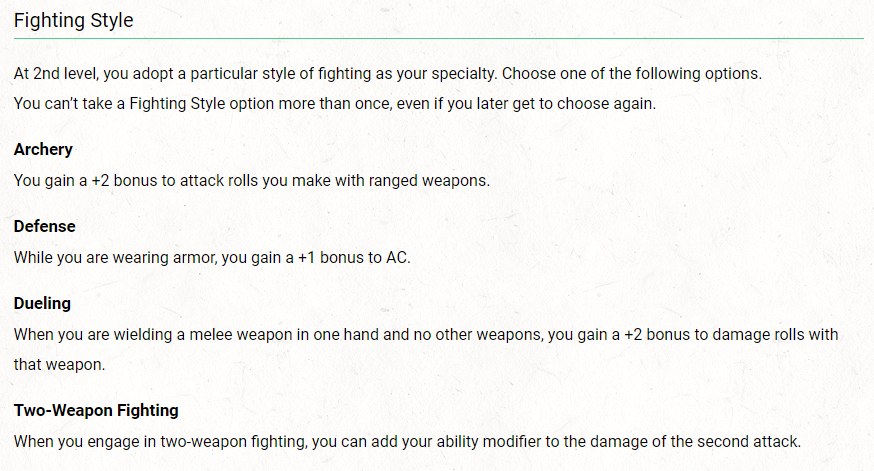 Fighting Style
At 2nd level, you adopt a particular style of fighting as your specialty. Choose one of the following options.
You can’t take a Fighting Style option more than once, even if you later get to choose again.
Archery
You gain a +2 bonus to attack rolls you make with ranged weapons.
Defense
While you are wearing armor, you gain a +1 bonus to AC.
Dueling
When you are wielding a melee weapon in one hand and no other weapons, you gain a +2 bonus to damage rolls with
that weapon.
Two-Weapon Fighting
When you engage in two-weapon fighting, you can add your ability modifier to the damage of the second attack.